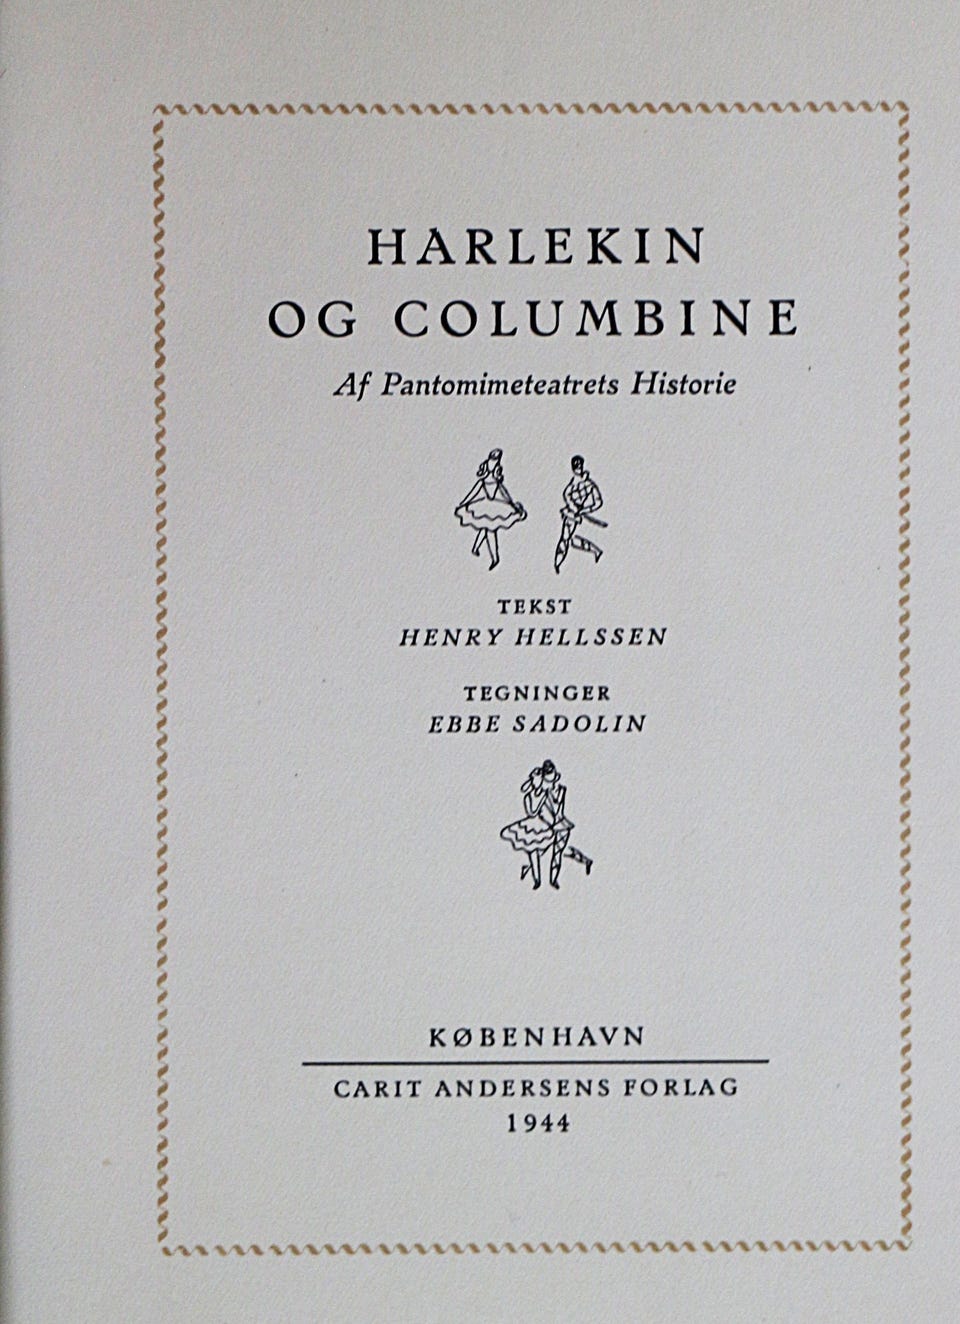 HARLEKIN
OG COLUMBINE
Af Pantomimeteatrets Historie
TEKST
HENRY HELLSSEN
TEGNINGER
EBBE SADOLIN
KØBENHAVN
CARIT ANDERSENS FORLAG
1944